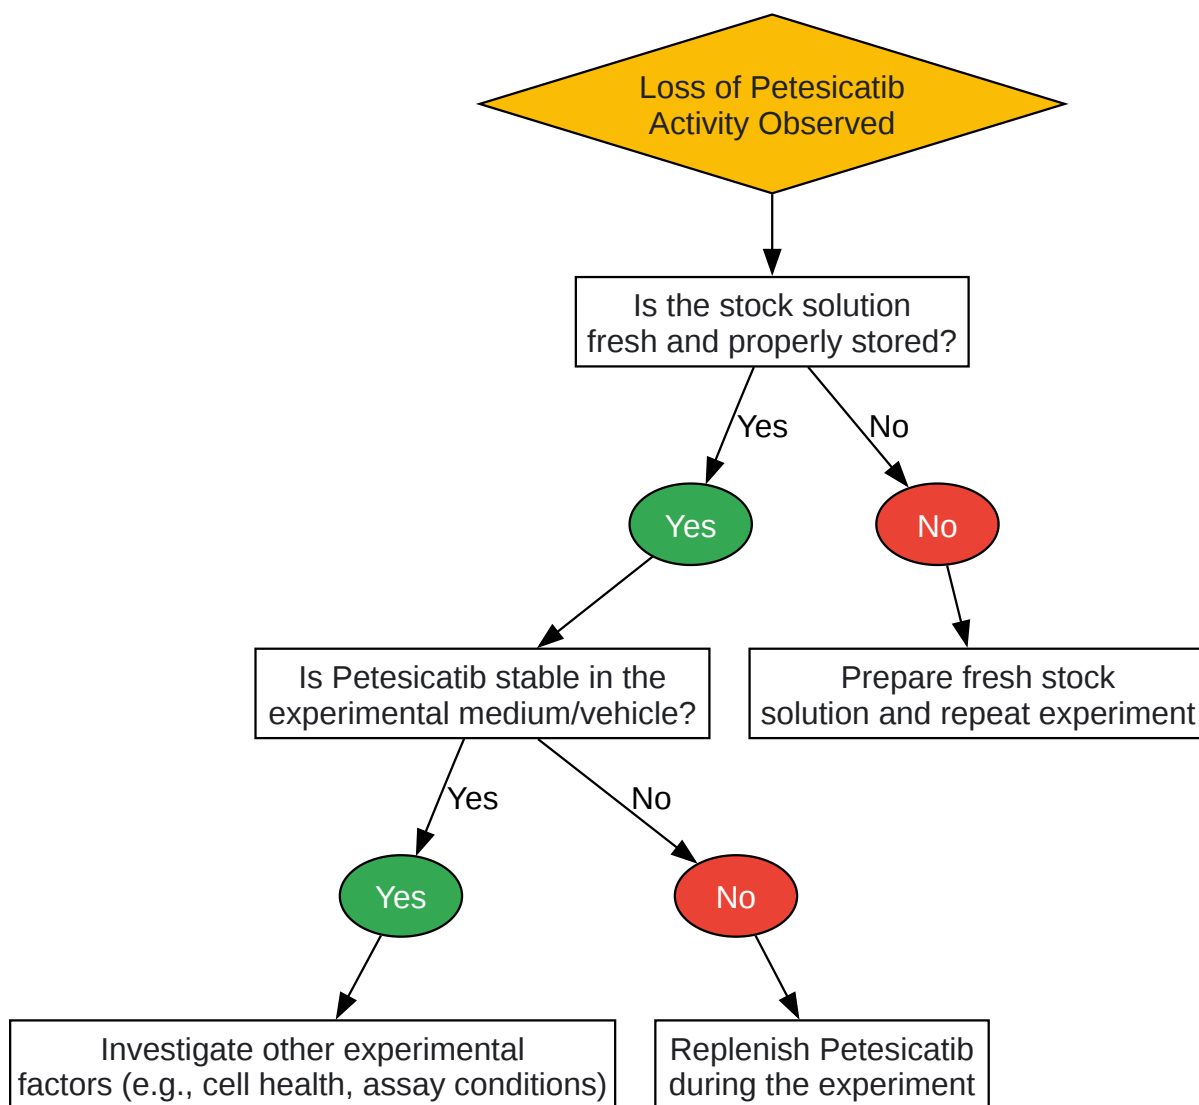 Loss of Petesicatib
Activity Observed
Is the stock solution
fresh and properly stored?
Yes
No
Yes
No
Is Petesicatib stable in the
experimental medium/vehicle?
Prepare fresh stock
solution and repeat experiment
Yes
No
Yes
No
Investigate other experimental
factors (e.g., cell health, assay conditions)
Replenish Petesicatib
during the experiment